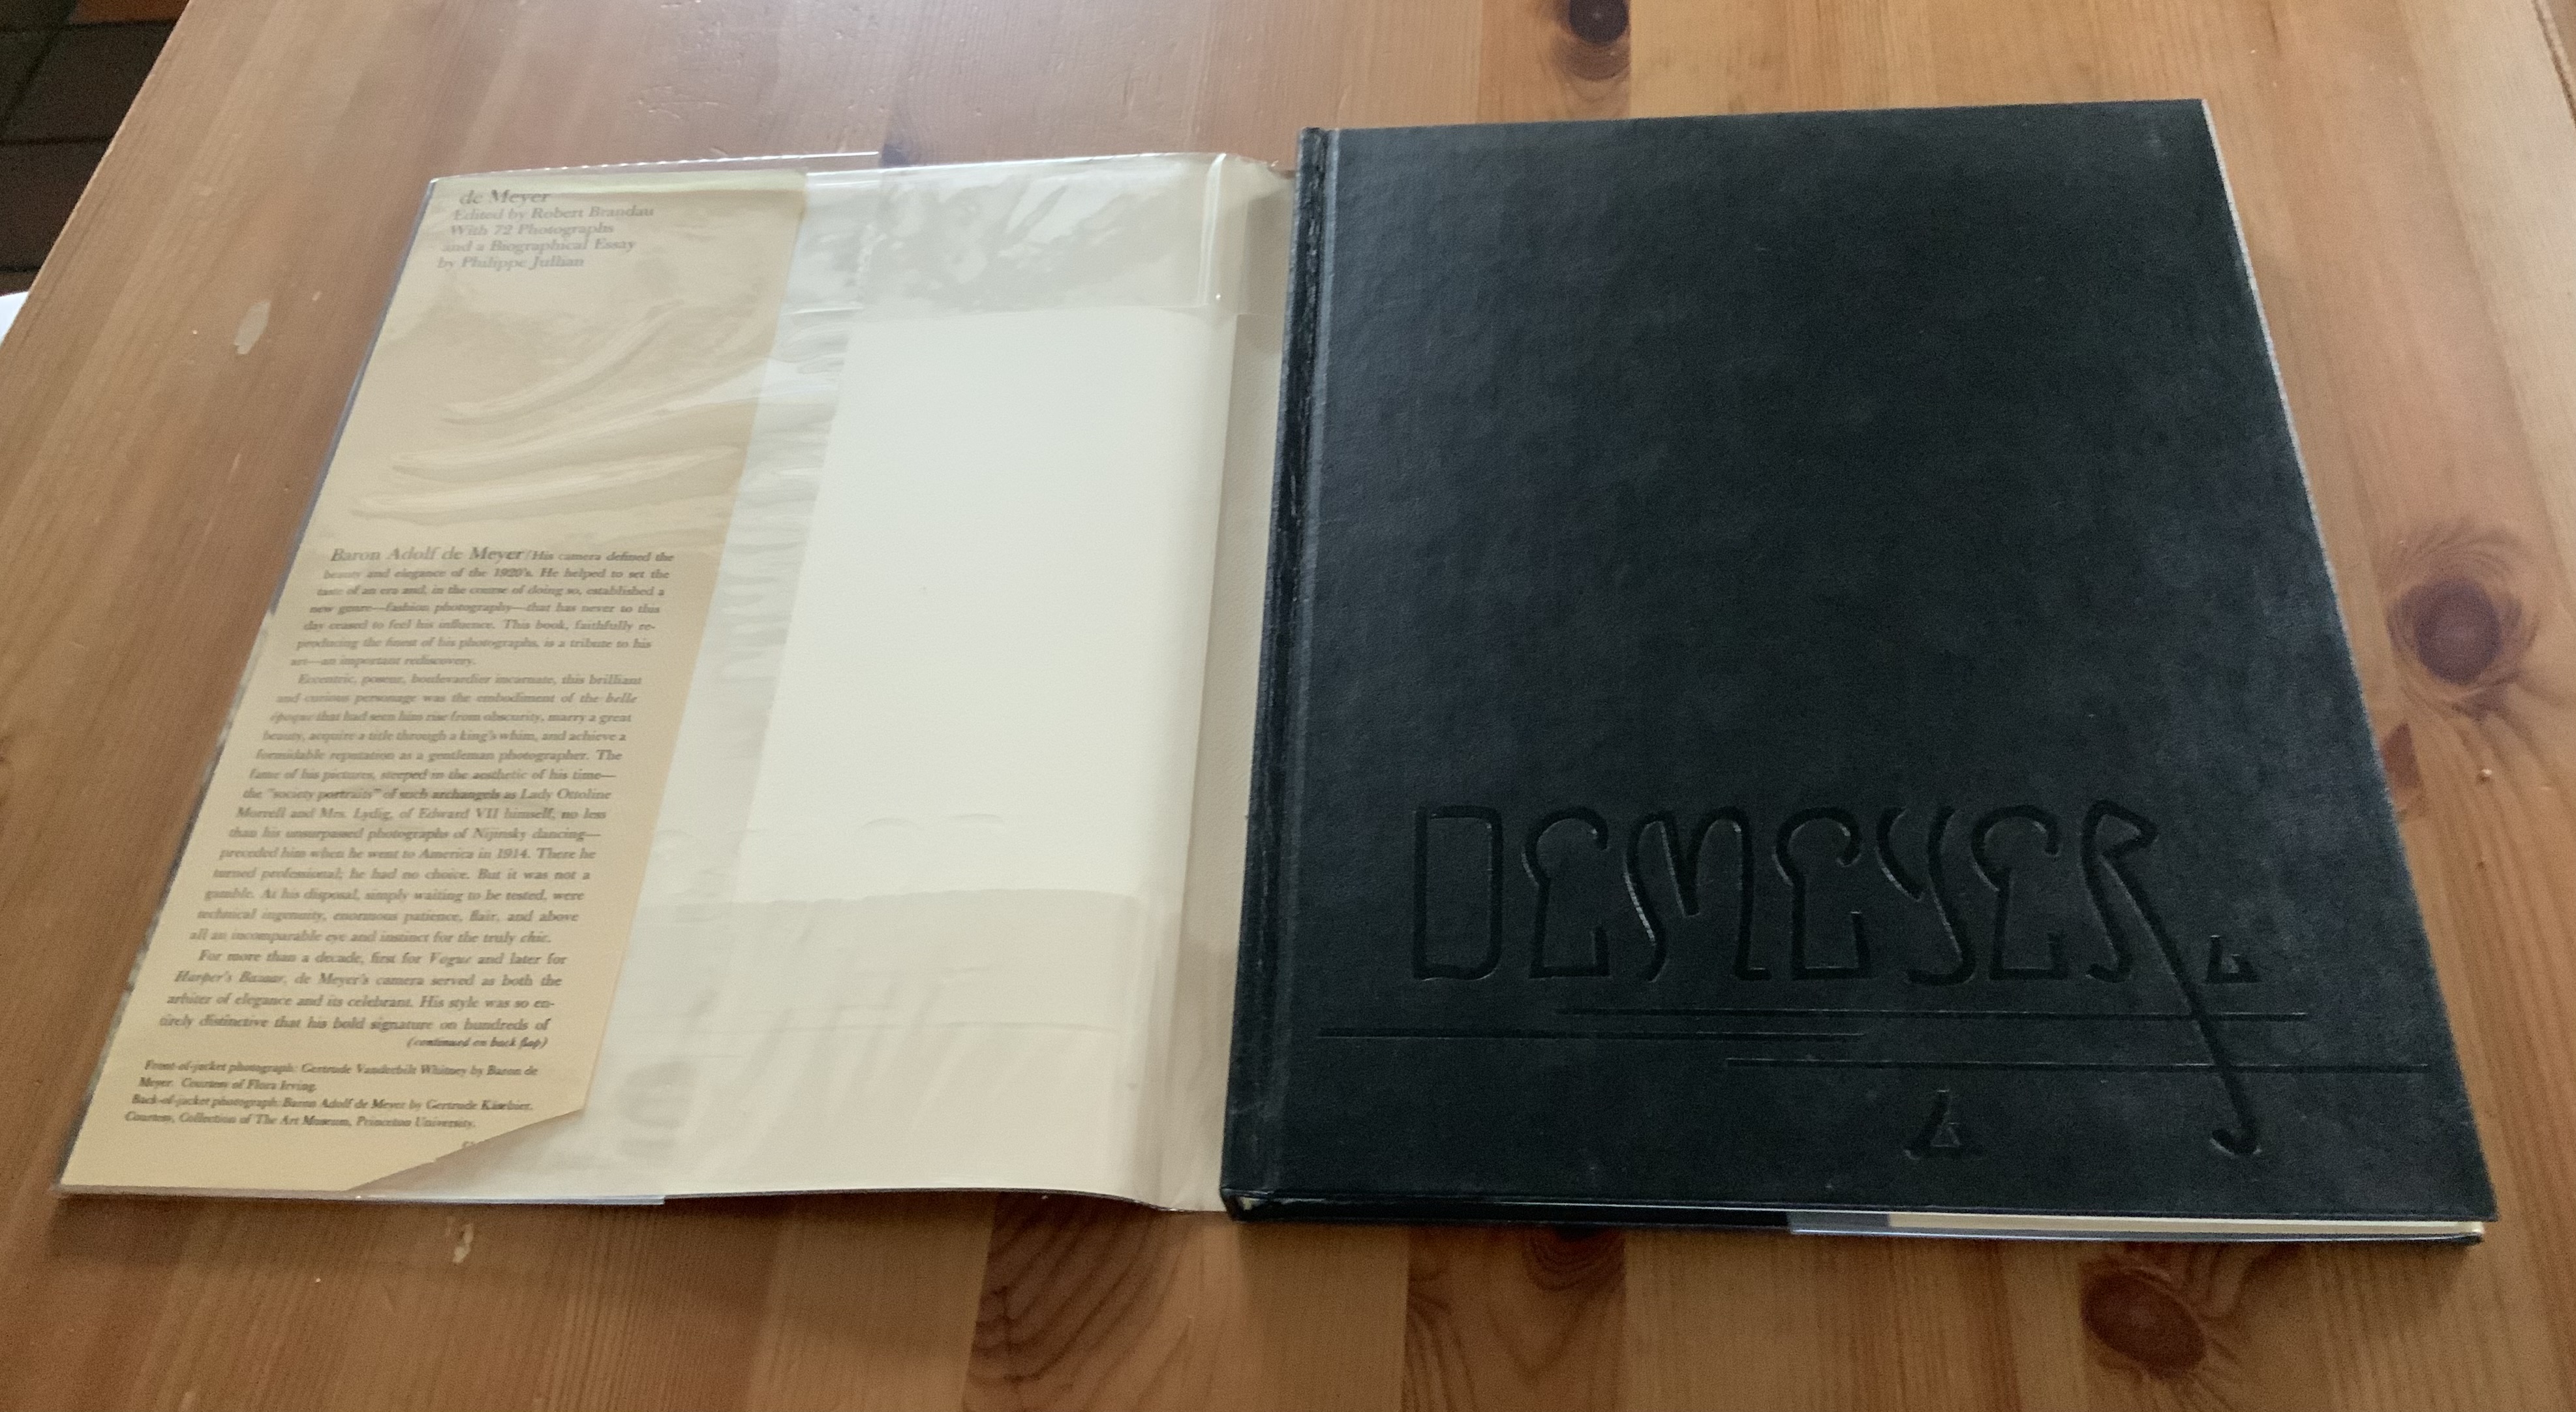 de Meyer
Edited by Robert Brandau
With 72 Photographs
and a Biographical Essay
by Philippe Jullian
Baron Adolf de Meyer/His camera defined the
beauty and elegance of the 1920's. He helped to set the
taste of an era and, in the course of doing so, established a
new genre—fashion photography—that has never to this
day ceased to feel his influence. This book, faithfully re-
producing the finest of his photographs, is a tribute to his
art—an important rediscovery.
Eccentric, poseur, boulevardier incarnate, this brilliant
and curious personage was the embodiment of the belle
époque that had seen him rise from obscurity, marry a great
beauty, acquire a title through a king's whim, and achieve a
formidable reputation as a gentleman photographer. The
fame of his pictures, steeped in the aesthetic of his time—
the "society portraits" of such archangels as Lady Ottoline
Morrell and Mrs. Lydig, of Edward VII himself, no less
than his unsurpassed photographs of Nijinsky dancing—
preceded him when he went to America in 1914. There he
turned professional; he had no choice. But it was not a
gamble. At his disposal, simply waiting to be tested, were
technical ingenuity, enormous patience, flair, and above
all an incomparable eye and instinct for the truly chic.
For more than a decade, first for Vogue and later for
Harper's Bazaar, de Meyer's camera served as both the
arbiter of elegance and its celebrant. His style was so en-
tirely distinctive that his bold signature on hundreds of
(continued on back flap)
Front-of-jacket photograph: Gertrude Vanderbilt Whitney by Baron de
Meyer. Courtesy of Flora Irving.
Back-of-jacket photograph: Baron Adolf de Meyer by Gertrude Käsebier.
Courtesy, Collection of The Art Museum, Princeton University.
DEMEYER